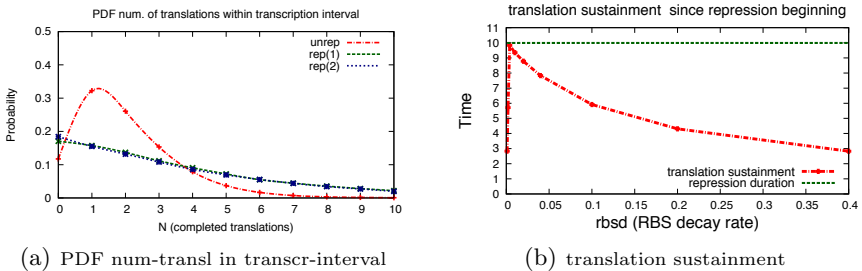 PDF num. of translations within transcription interval
unrep
rep(1)
rep(2)
Probability
0.5
0.4
0.3
0.2
0.1
0
0 1 2 3 4 5 6 7 8 9 10
N (completed translations)
(a) PDF num-transl in transcr-interval
translation sustainment since repression beginning
Time
11
10
9
8
7
6
5
4
3
2
1
0
translation sustainment
repression duration
0 0.05 0.1 0.15 0.2 0.25 0.3 0.35 0.4
rbsd (RBS decay rate)
(b) translation sustainment